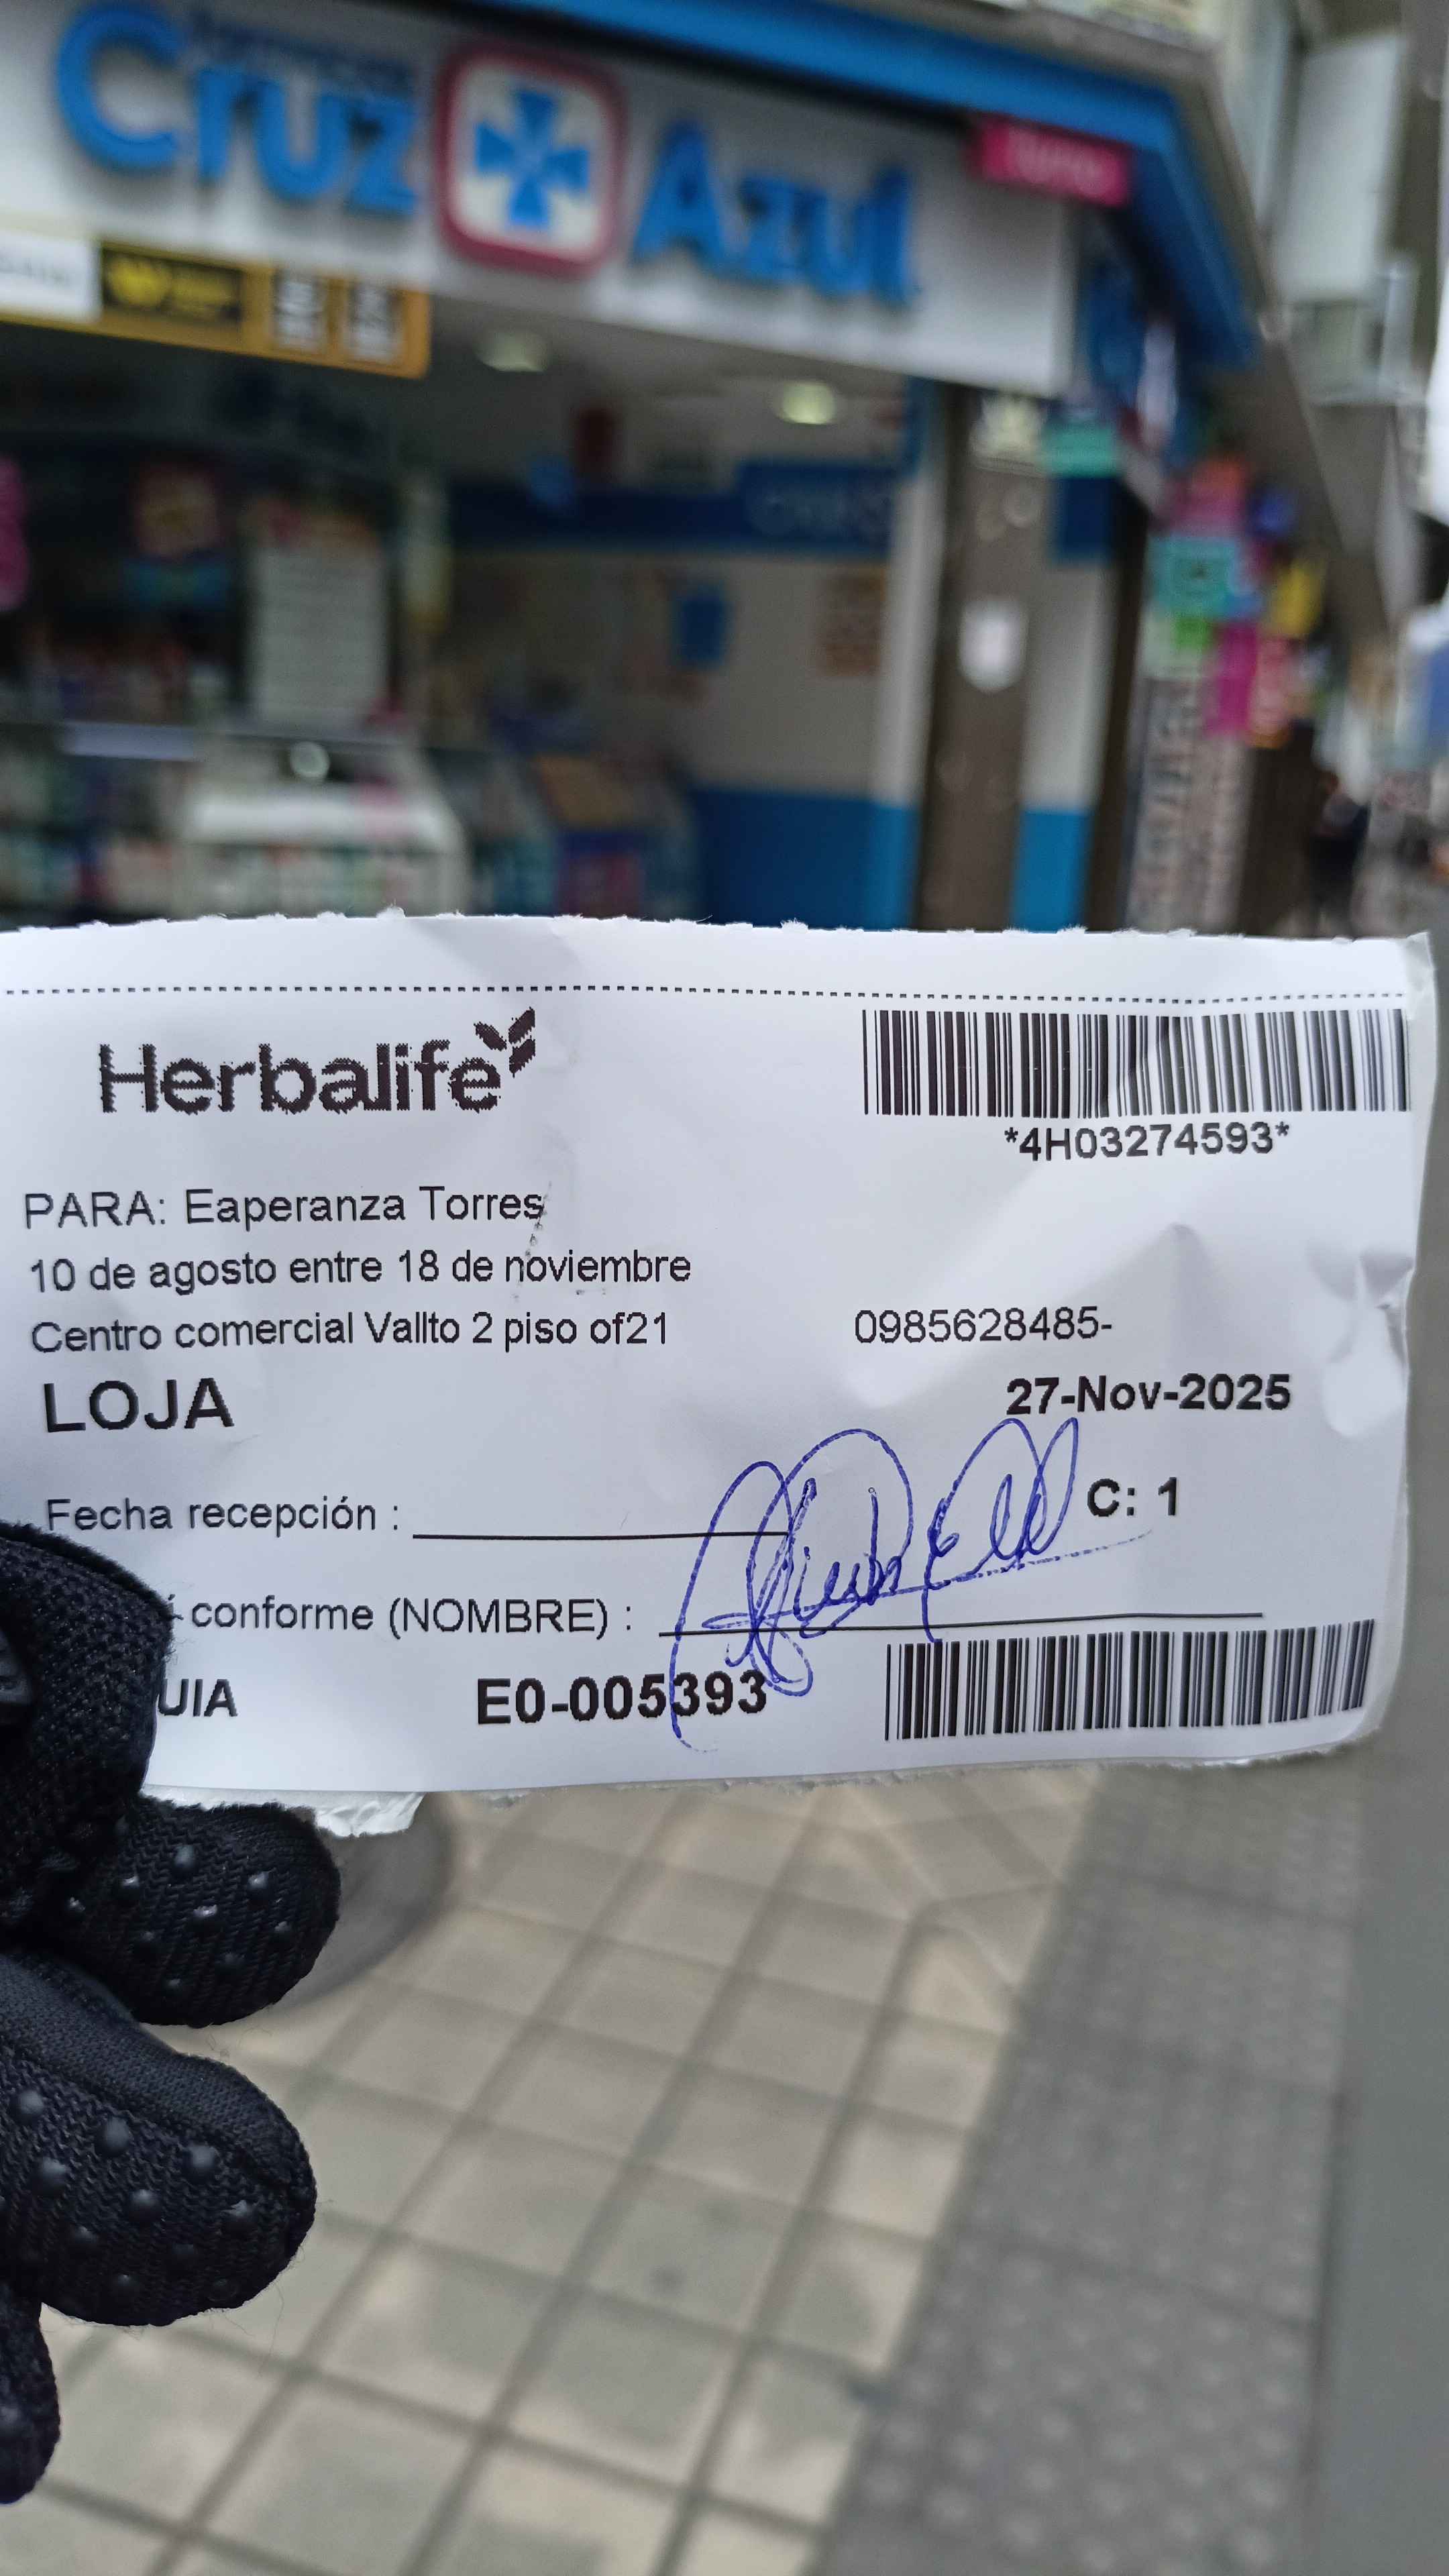 Cruz Azul
Herbalife
*4H03274593*
PARA: Eaperanza Torres
10 de agosto entre 18 de noviembre
Centro comercial Vallto 2 piso of21 0985628485-
LOJA
27-Nov-2025
Fecha recepción :
C: 1
conforme (NOMBRE) :
UIA E0-005393